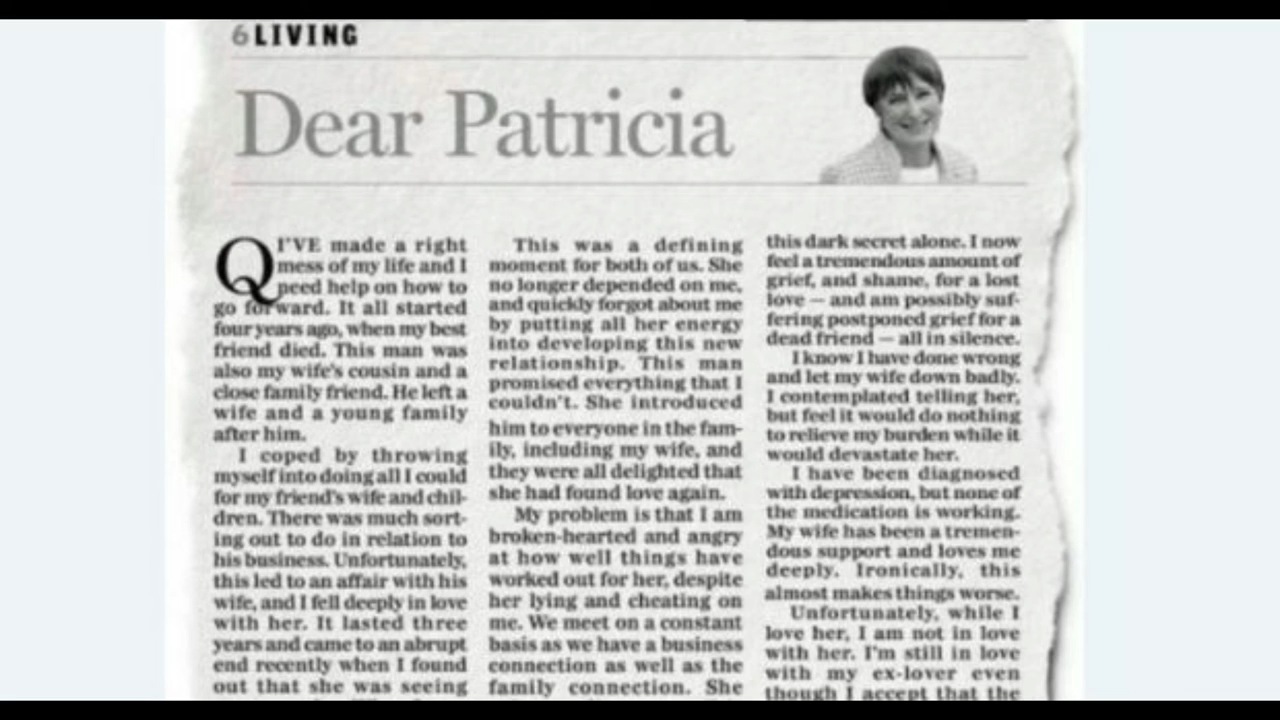 6 LIVING
Dear Patricia
Q I'VE made a right
mess of my life and I
need help on how to
go forward. It all started
four years ago, when my best
friend died. This man was
also my wife's cousin and a
close family friend. He left a
wife and a young family
after him.
I coped by throwing
myself into doing all I could
for my friend's wife and chil-
dren. There was much sort-
ing out to do in relation to
his business. Unfortunately,
this led to an affair with his
wife, and I fell deeply in love
with her. It lasted three
years and came to an abrupt
end recently when I found
out that she was seeing
This was a defining
moment for both of us. She
no longer depended on me,
and quickly forgot about me
by putting all her energy
into developing this new
relationship. This man
promised everything that I
couldn't. She introduced
him to everyone in the fam-
ily, including my wife, and
they were all delighted that
she had found love again.
My problem is that I am
broken-hearted and angry
at how well things have
worked out for her, despite
her lying and cheating on
me. We meet on a constant
basis as we have a business
connection as well as the
family connection. She
this dark secret alone. I now
feel a tremendous amount of
grief, and shame, for a lost
love — and am possibly suf-
fering postponed grief for a
dead friend — all in silence.
I know I have done wrong
and let my wife down badly.
I contemplated telling her,
but feel it would do nothing
to relieve my burden while it
would devastate her.
I have been diagnosed
with depression, but none of
the medication is working.
My wife has been a tremen-
dous support and loves me
deeply. Ironically, this
almost makes things worse.
Unfortunately, while I
love her, I am not in love
with her. I'm still in love
with my ex-lover even
though I accept that the